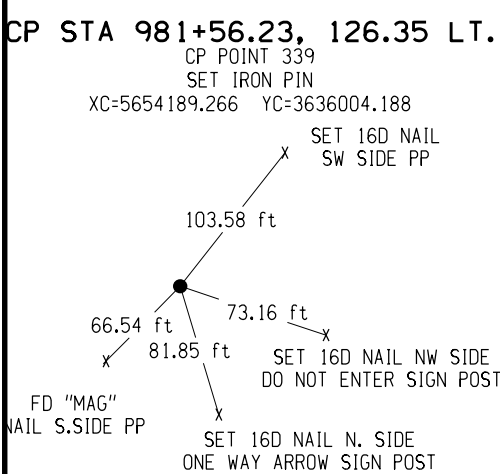 CP STA 981+56.23, 126.35 LT.
CP POINT 339
SET IRON PIN
XC=5654189.266 YC=3636004.188
SET 16D NAIL
SW SIDE PP
103.58 ft
73.16 ft
66.54 ft
81.85 ft
SET 16D NAIL NW SIDE
DO NOT ENTER SIGN POST
FD "MAG"
NAIL S.SIDE PP
SET 16D NAIL N. SIDE
ONE WAY ARROW SIGN POST